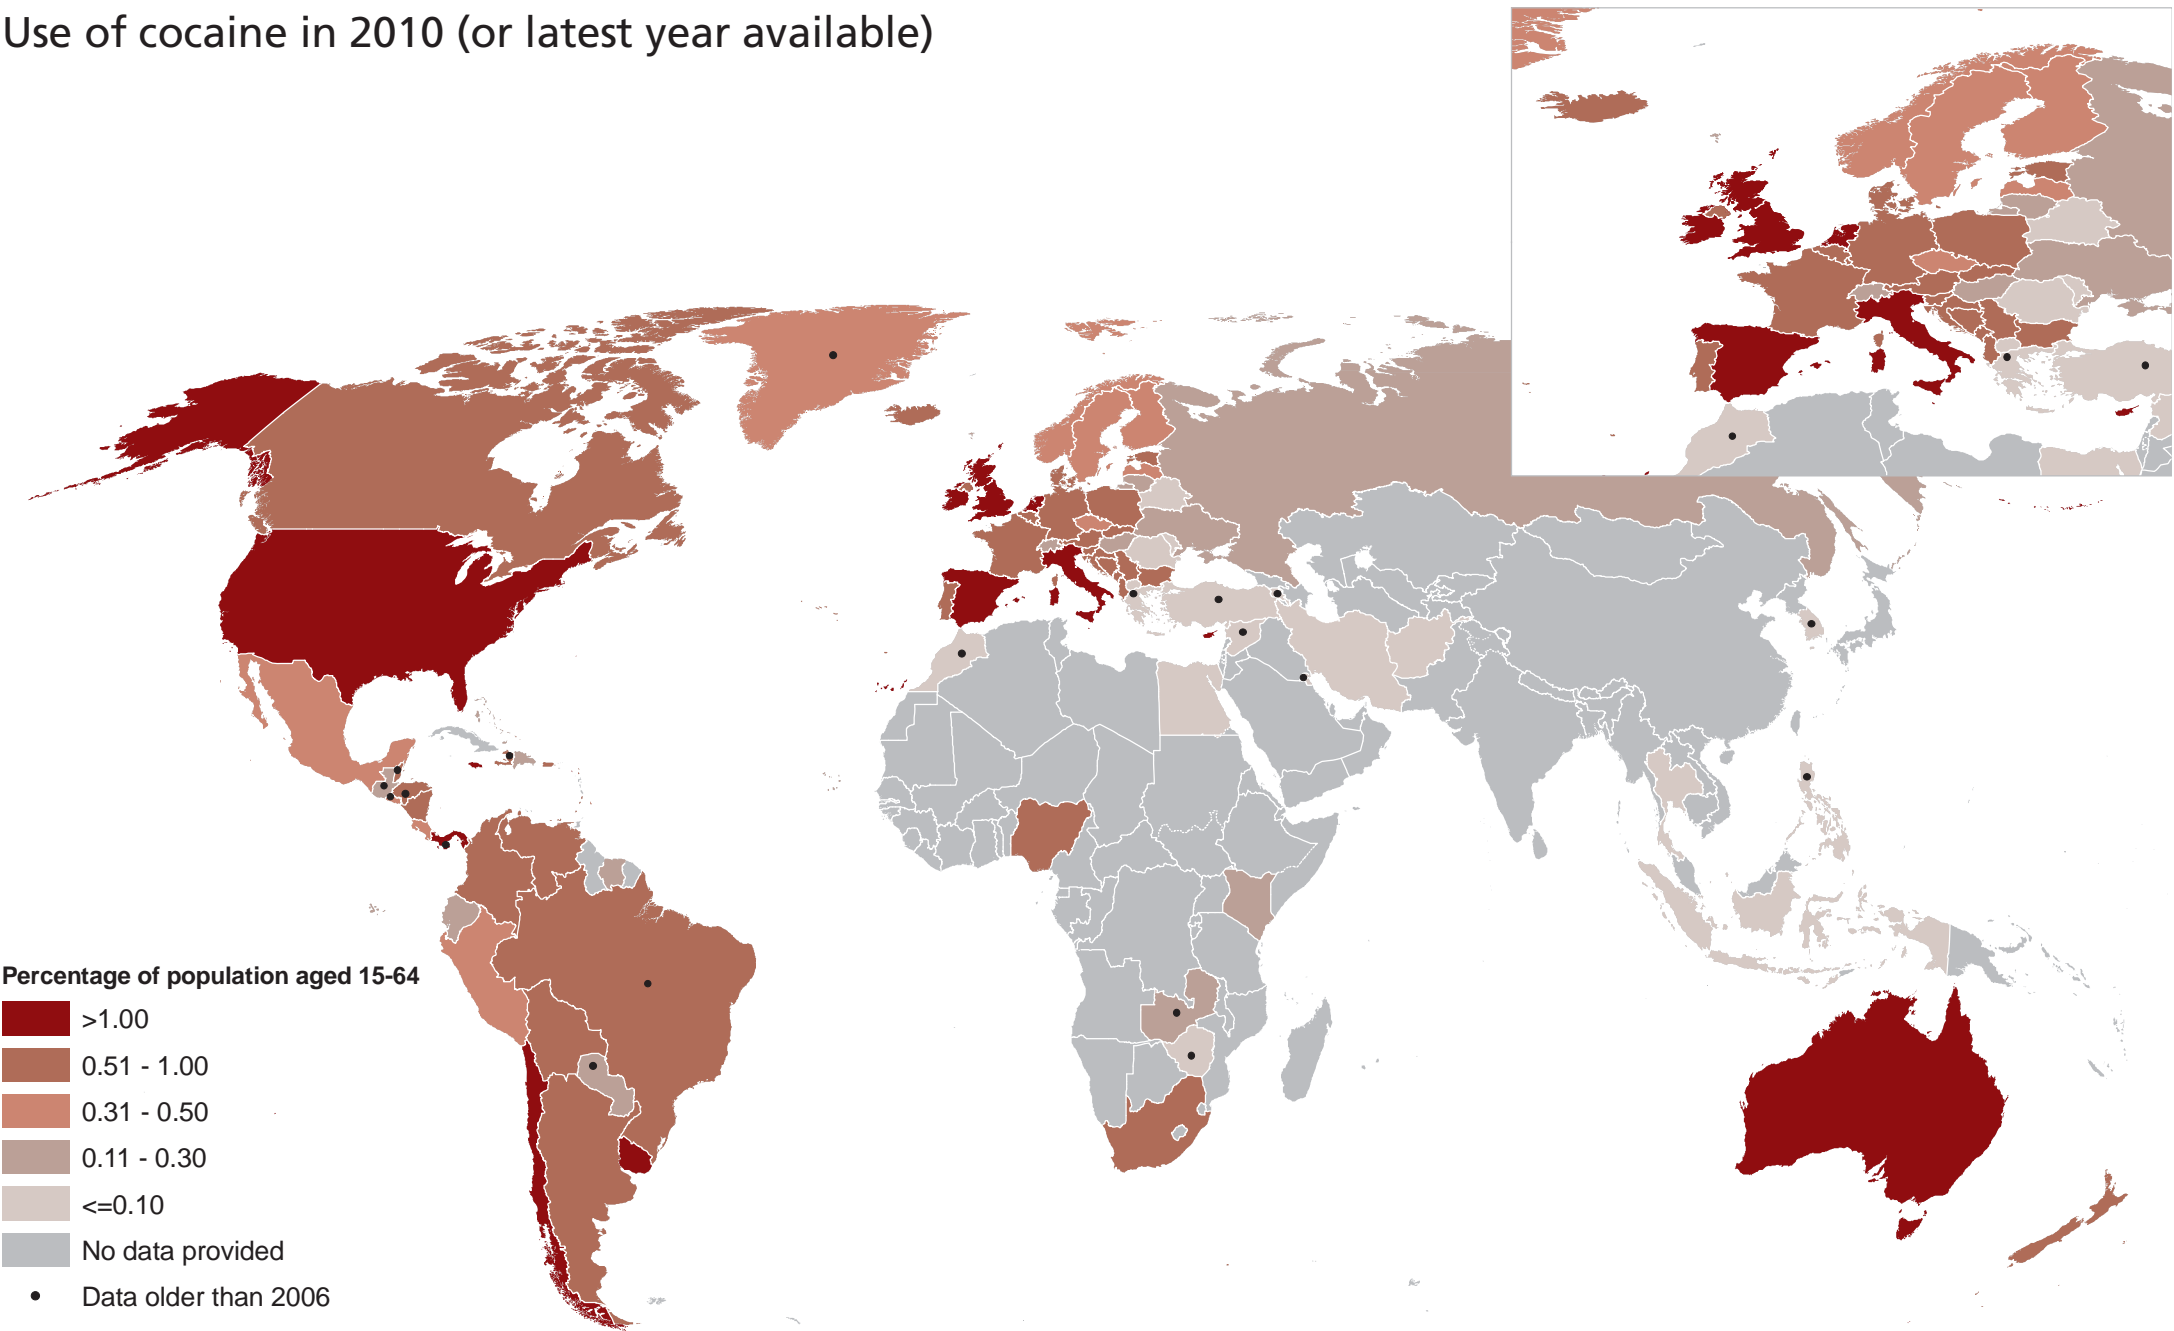 Use of cocaine in 2010 (or latest year available)
Percentage of population aged 15-64
>1.00
0.51 - 1.00
0.31 - 0.50
0.11 - 0.30
<=0.10
No data provided
Data older than 2006